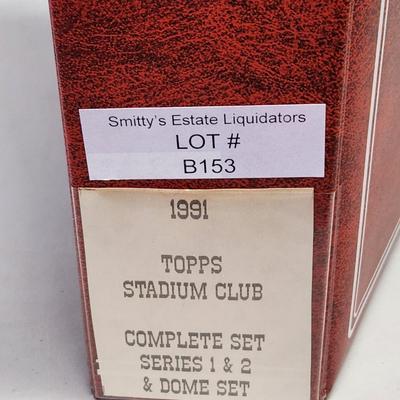 Smitty's Estate Liquidators
LOT #
B153
1991
TOPPS
STADIUM CLUB
COMPLETE SET
SERIES 1 & 2
& DOME SET